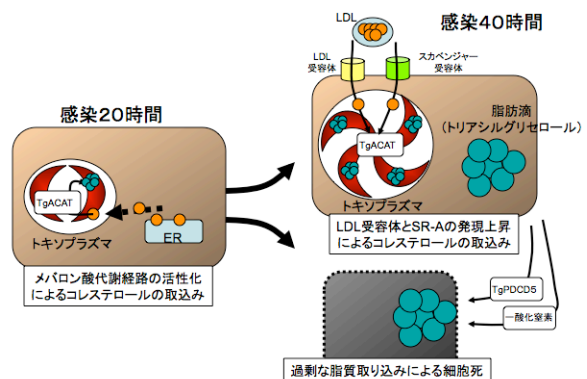 感染20時間
TgACAT
トキソプラズマ
ER
メバロン酸代謝経路の活性化
によるコレステロールの取込み
感染40時間
LDL
LDL
受容体
スカベンジャー
受容体
TgACAT
トキソプラズマ
脂肪滴
(トリアシルグリセロール)
LDL受容体とSR-Aの発現上昇
によるコレステロールの取込み
TgPDCD5
一酸化窒素
過剰な脂質取り込みによる細胞死